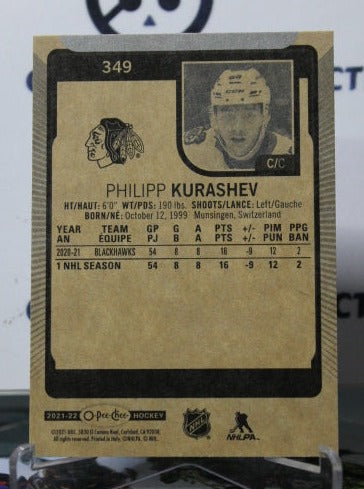 349
C/C
PHILIPP KURASHEV
HT/HAUT: 6'0" WT/PDS: 190 lbs. SHOOTS/LANCE: Left/Gauche
BORN/NÉ: October 12, 1999 Munsingen, Switzerland
YEAR TEAM GP G A PTS +/- PIM PPG
AN ÉQUIPE PJ B A PTS +/- PUN BAN
2020-21 BLACKHAWKS 54 8 8 16 -9 12 2
1 NHL SEASON 54 8 8 16 -9 12 2
2021-22 O-Pee-Chee HOCKEY
NHL
NHLPA